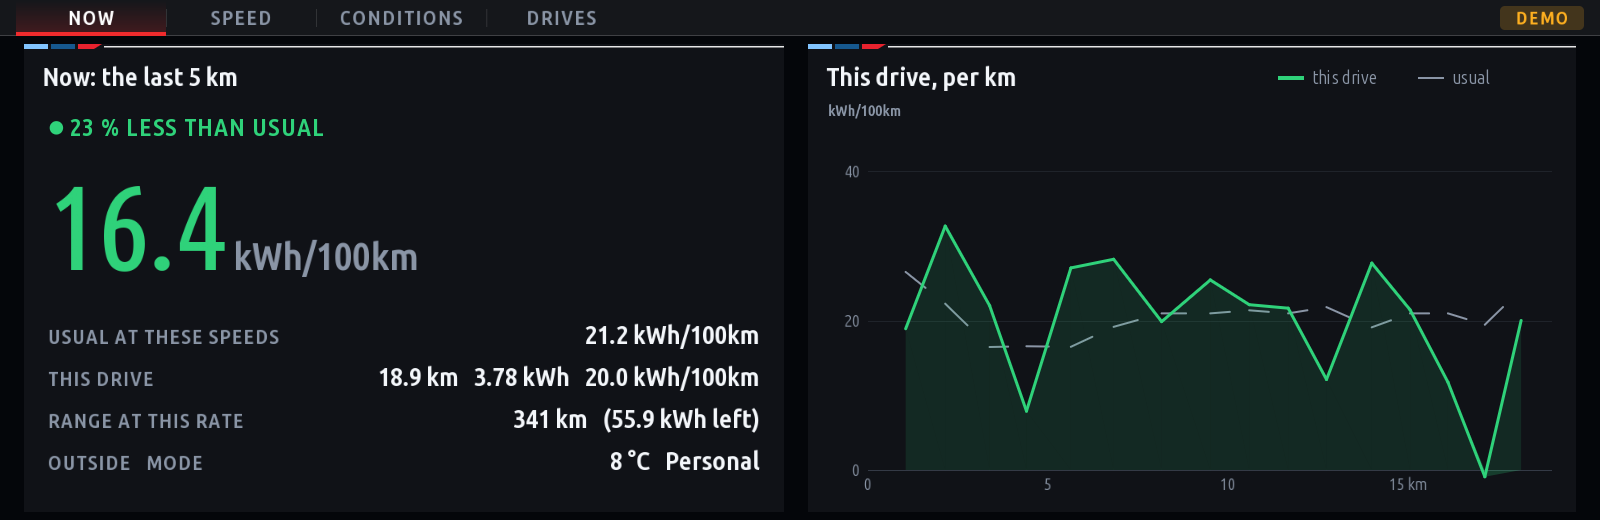 NOW SPEED CONDITIONS DRIVES DEMO
Now: the last 5 km
23 % LESS THAN USUAL
16.4 kWh/100km
USUAL AT THESE SPEEDS 21.2 kWh/100km
THIS DRIVE 18.9 km 3.78 kWh 20.0 kWh/100km
RANGE AT THIS RATE 341 km (55.9 kWh left)
OUTSIDE MODE 8 °C Personal
This drive, per km this drive usual
kWh/100km
40
20
0
0 5 10 15 km